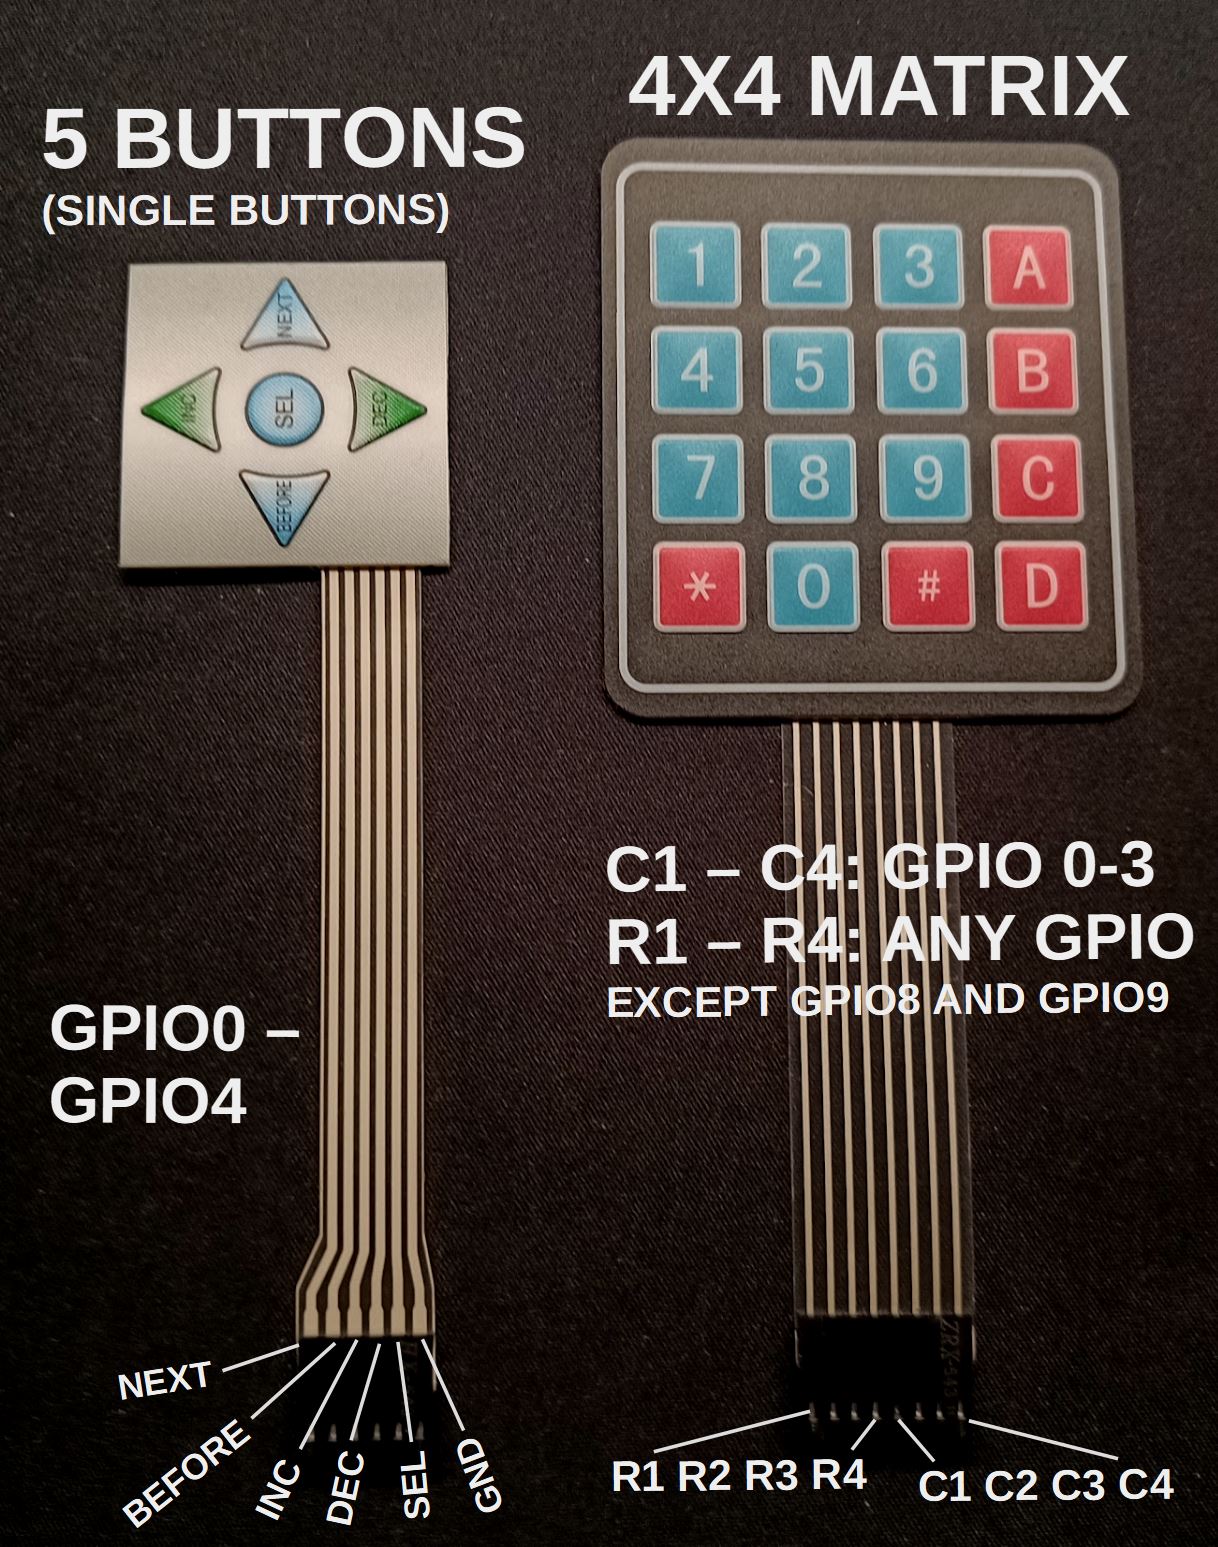 5 BUTTONS
(SINGLE BUTTONS)
NEXT
INC
SEL
DEC
BEFORE
GPIO0 –
GPIO4
NEXT
BEFORE
INC
DEC
SEL
GND
4X4 MATRIX
1 2 3 A
4 5 6 B
7 8 9 C
* 0 # D
C1 – C4: GPIO 0-3
R1 – R4: ANY GPIO
EXCEPT GPIO8 AND GPIO9
R1 R2 R3 R4
C1 C2 C3 C4